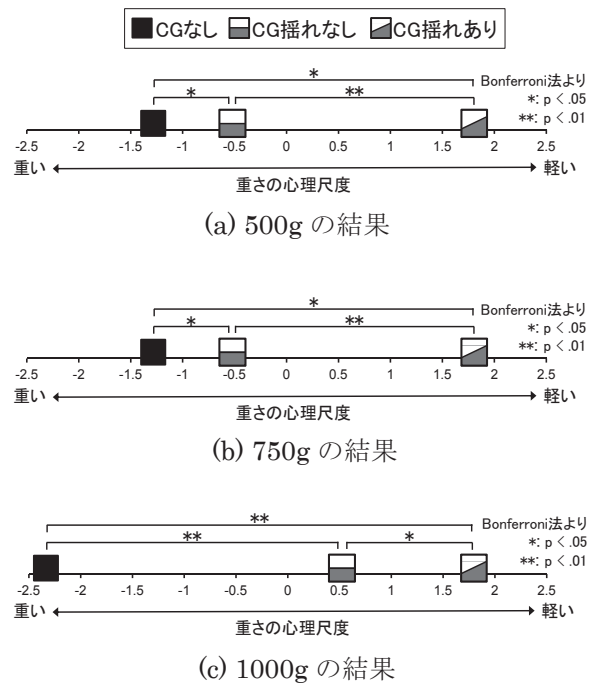 CGなし CG揺れなし CG揺れあり
* Bonferroni法より
* ** *: p <.05
**: p <.01
-2.5 -2 -1.5 -1 -0.5 0 0.5 1 1.5 2 2.5
重い 軽い
重さの心理尺度
(a) 500g の結果
* Bonferroni法より
* ** *: p <.05
**: p <.01
-2.5 -2 -1.5 -1 -0.5 0 0.5 1 1.5 2 2.5
重い 軽い
重さの心理尺度
(b) 750g の結果
** Bonferroni法より
** * *: p <.05
**: p <.01
-2.5 -2 -1.5 -1 -0.5 0 0.5 1 1.5 2 2.5
重い 軽い
重さの心理尺度
(c) 1000g の結果